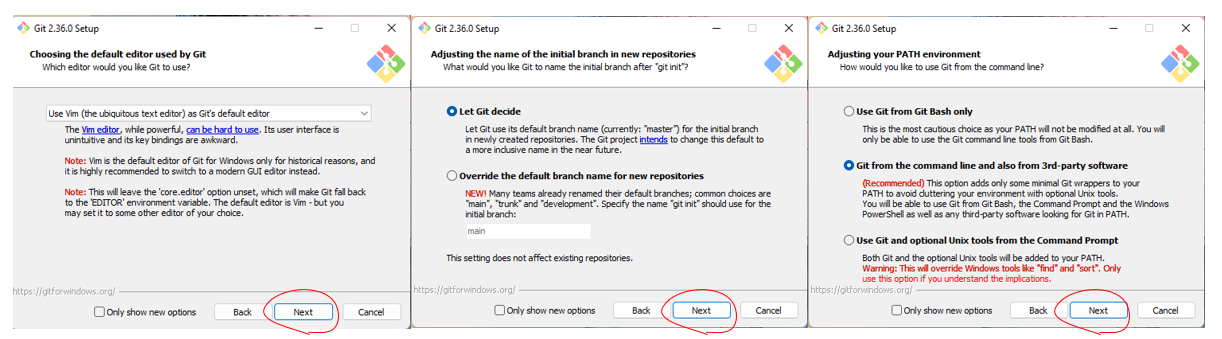 Git 2.36.0 Setup
Choosing the default editor used by Git
Which editor would you like Git to use?
Use Vim (the ubiquitous text editor) as Git's default editor
The Vim editor, while powerful, can be hard to use. Its user interface is
unintuitive and its key bindings are awkward.
Note: Vim is the default editor of Git for Windows only for historical reasons, and
it is highly recommended to switch to a modern GUI editor instead.
Note: This will leave the 'core.editor' option unset, which will make Git fall back
to the 'EDITOR' environment variable. The default editor is Vim - but you
may set it to some other editor of your choice.
https://gitforwindows.org/
Only show new options
Back
Next
Cancel
Git 2.36.0 Setup
Adjusting the name of the initial branch in new repositories
What would you like Git to name the initial branch after "git init"?
Let Git decide
Let Git use its default branch name (currently: "master") for the initial branch
in newly created repositories. The Git project intends to change this default to
a more inclusive name in the near future.
Override the default branch name for new repositories
NEW! Many teams already renamed their default branches; common choices are
"main", "trunk" and "development". Specify the name "git init" should use for the
initial branch:
main
This setting does not affect existing repositories.
https://gitforwindows.org/
Only show new options
Back
Next
Cancel
Git 2.36.0 Setup
Adjusting your PATH environment
How would you like to use Git from the command line?
Use Git from Git Bash only
This is the most cautious choice as your PATH will not be modified at all. You will
only be able to use the Git command line tools from Git Bash.
Git from the command line and also from 3rd-party software
(Recommended) This option adds only some minimal Git wrappers to your
PATH to avoid cluttering your environment with optional Unix tools.
You will be able to use Git from Git Bash, the Command Prompt and the Windows
PowerShell as well as any third-party software looking for Git in PATH.
Use Git and optional Unix tools from the Command Prompt
Both Git and the optional Unix tools will be added to your PATH.
Warning: This will override Windows tools like "find" and "sort". Only
use this option if you understand the implications.
https://gitforwindows.org/
Only show new options
Back
Next
Cancel